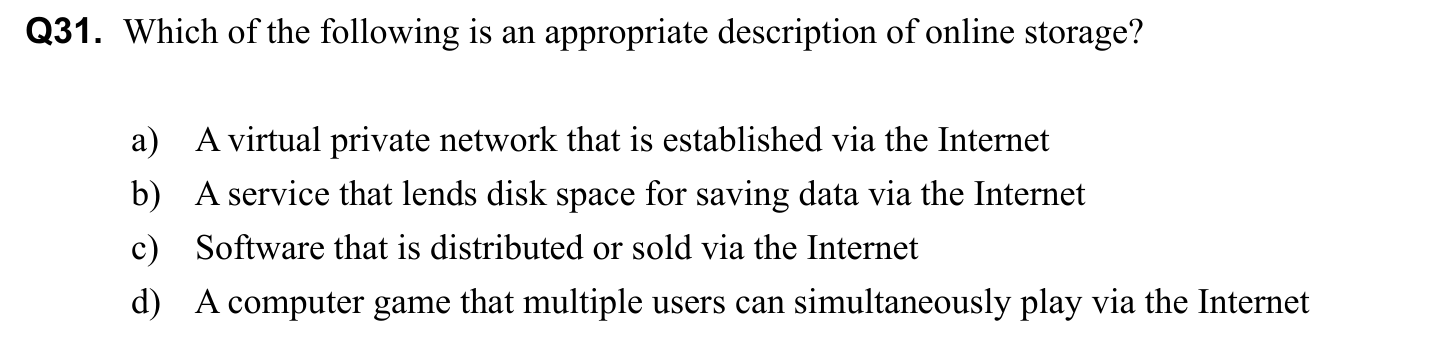 Q31. Which of the following is an appropriate description of online storage?
a) A virtual private network that is established via the Internet
b) A service that lends disk space for saving data via the Internet
c) Software that is distributed or sold via the Internet
d) A computer game that multiple users can simultaneously play via the Internet